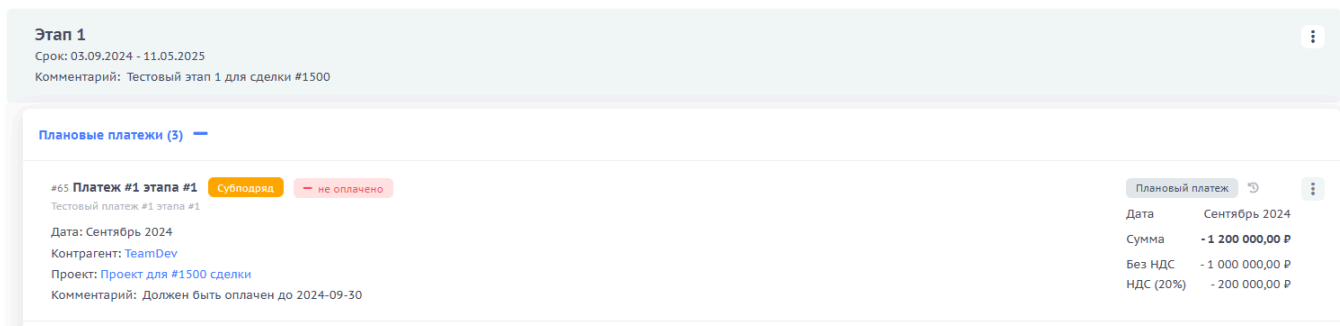 Этап 1
Срок: 03.09.2024 - 11.05.2025
Комментарий: Тестовый этап 1 для сделки #1500
Плановые платежи (3)
#65 Платеж #1 этапа #1 Субподряд не оплачено
Тестовый платеж #1 этапа #1
Дата: Сентябрь 2024
Контрагент: TeamDev
Проект: Проект для #1500 сделки
Комментарий: Должен быть оплачен до 2024-09-30
Плановый платеж
Дата Сентябрь 2024
Сумма - 1 200 000,00 ₽
Без НДС - 1 000 000,00 ₽
НДС (20%) - 200 000,00 ₽